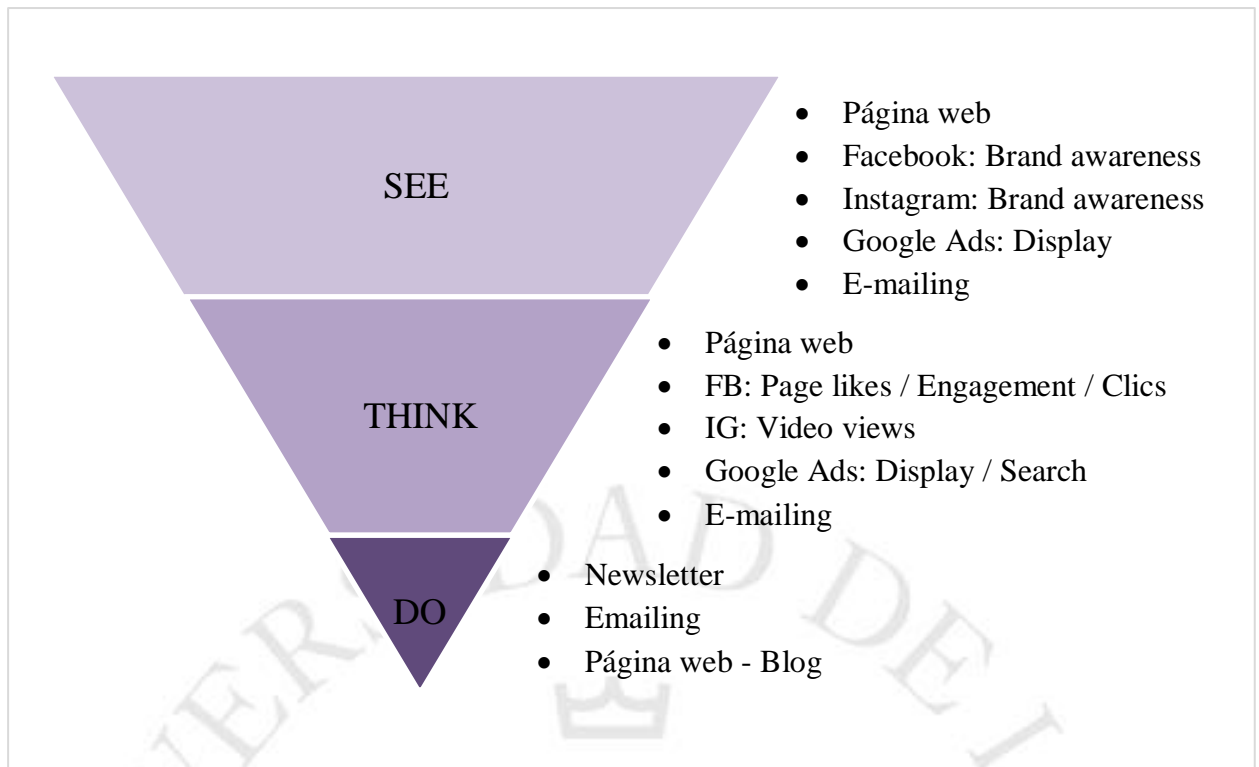 SEE
• Página web
• Facebook: Brand awareness
• Instagram: Brand awareness
• Google Ads: Display
• E-mailing
THINK
• Página web
• FB: Page likes / Engagement / Clics
• IG: Video views
• Google Ads: Display / Search
• E-mailing
DO
• Newsletter
• Emailing
• Página web - Blog